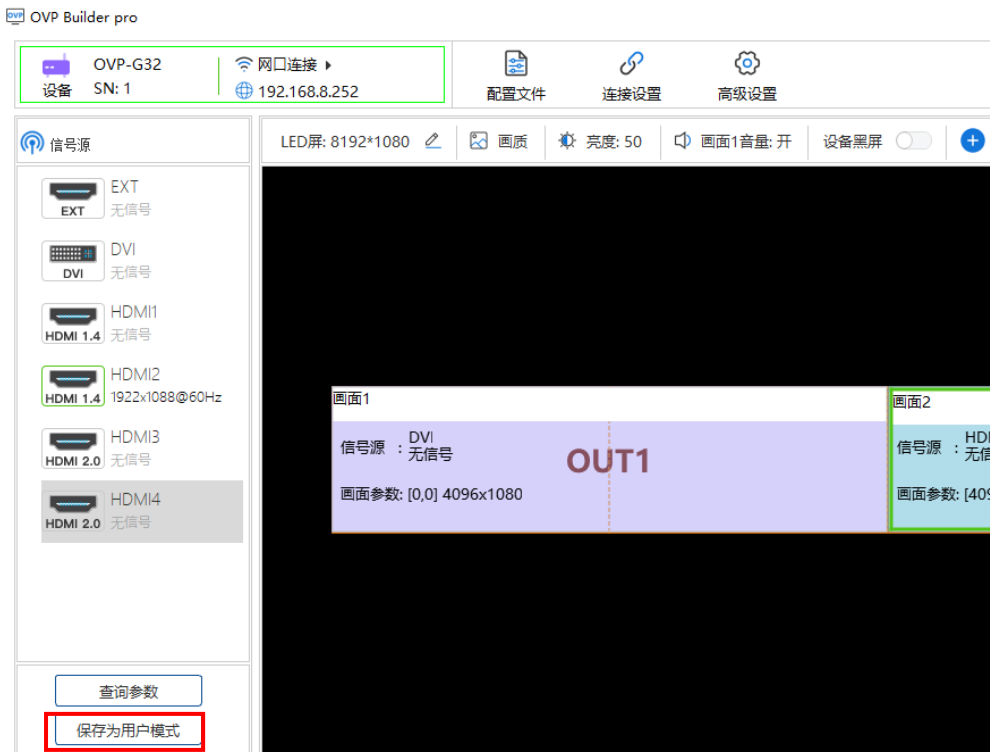 OVP OVP Builder pro
OVP-G32
设备 SN: 1
网口连接
192.168.8.252
配置文件 连接设置 高级设置
信号源
LED屏: 8192*1080 画质 亮度: 50 画面1音量: 开 设备黑屏
EXT
EXT 无信号
DVI
DVI 无信号
HDMI1
HDMI 1.4 无信号
HDMI2
HDMI 1.4 1922x1088@60Hz
HDMI3
HDMI 2.0 无信号
HDMI4
HDMI 2.0 无信号
画面1
信号源 : DVI
无信号
OUT1
画面参数: [0,0] 4096x1080
画面2
信号源 : HDI
无信
画面参数: [409
查询参数
保存为用户模式